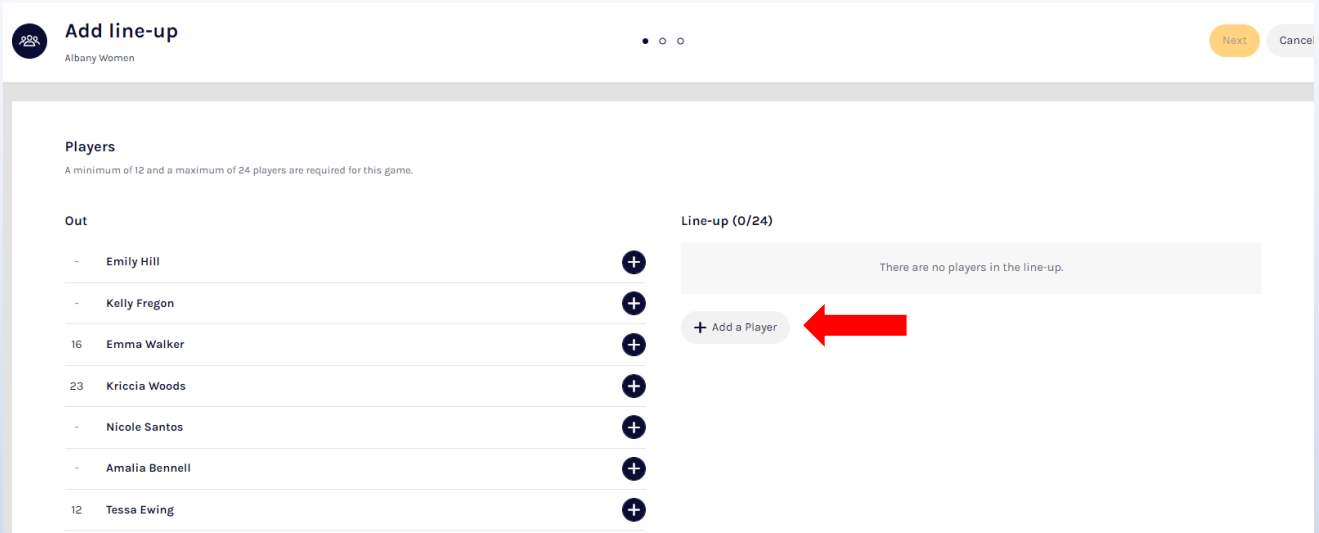 Add line-up
Albany Women
Next
Cancel
Players
A minimum of 12 and a maximum of 24 players are required for this game.
Out
Line-up (0/24)
- Emily Hill
There are no players in the line-up.
- Kelly Fregon
+ Add a Player
16 Emma Walker
23 Kriccia Woods
- Nicole Santos
- Amalia Bennell
12 Tessa Ewing